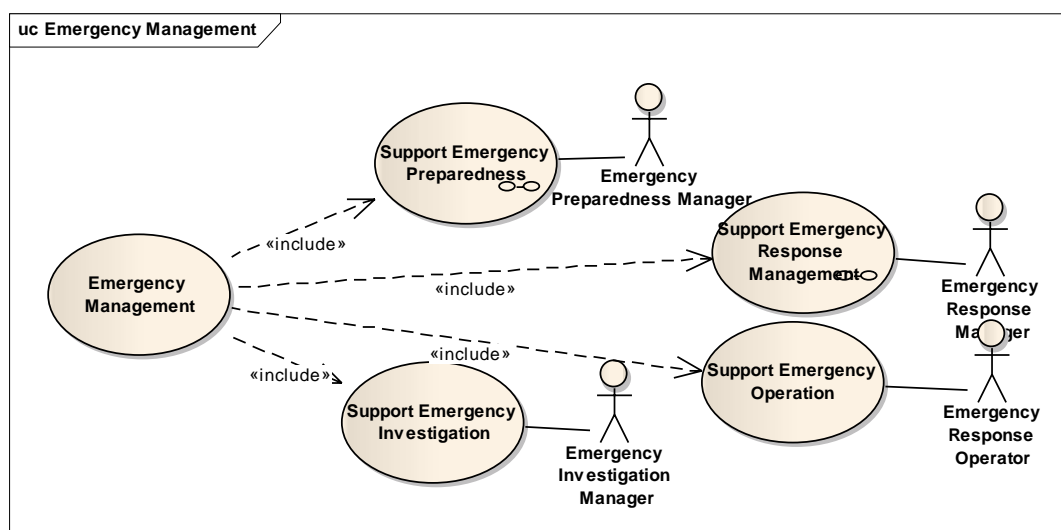 uc Emergency Management
Support Emergency
Preparedness
Emergency
Preparedness Manager
«include»
Support Emergency
Response
Management
Emergency
Response
Manager
«include»
Emergency
Management
«include»
Support Emergency
Operation
Emergency
Response
Operator
«include»
Support Emergency
Investigation
Emergency
Investigation
Manager